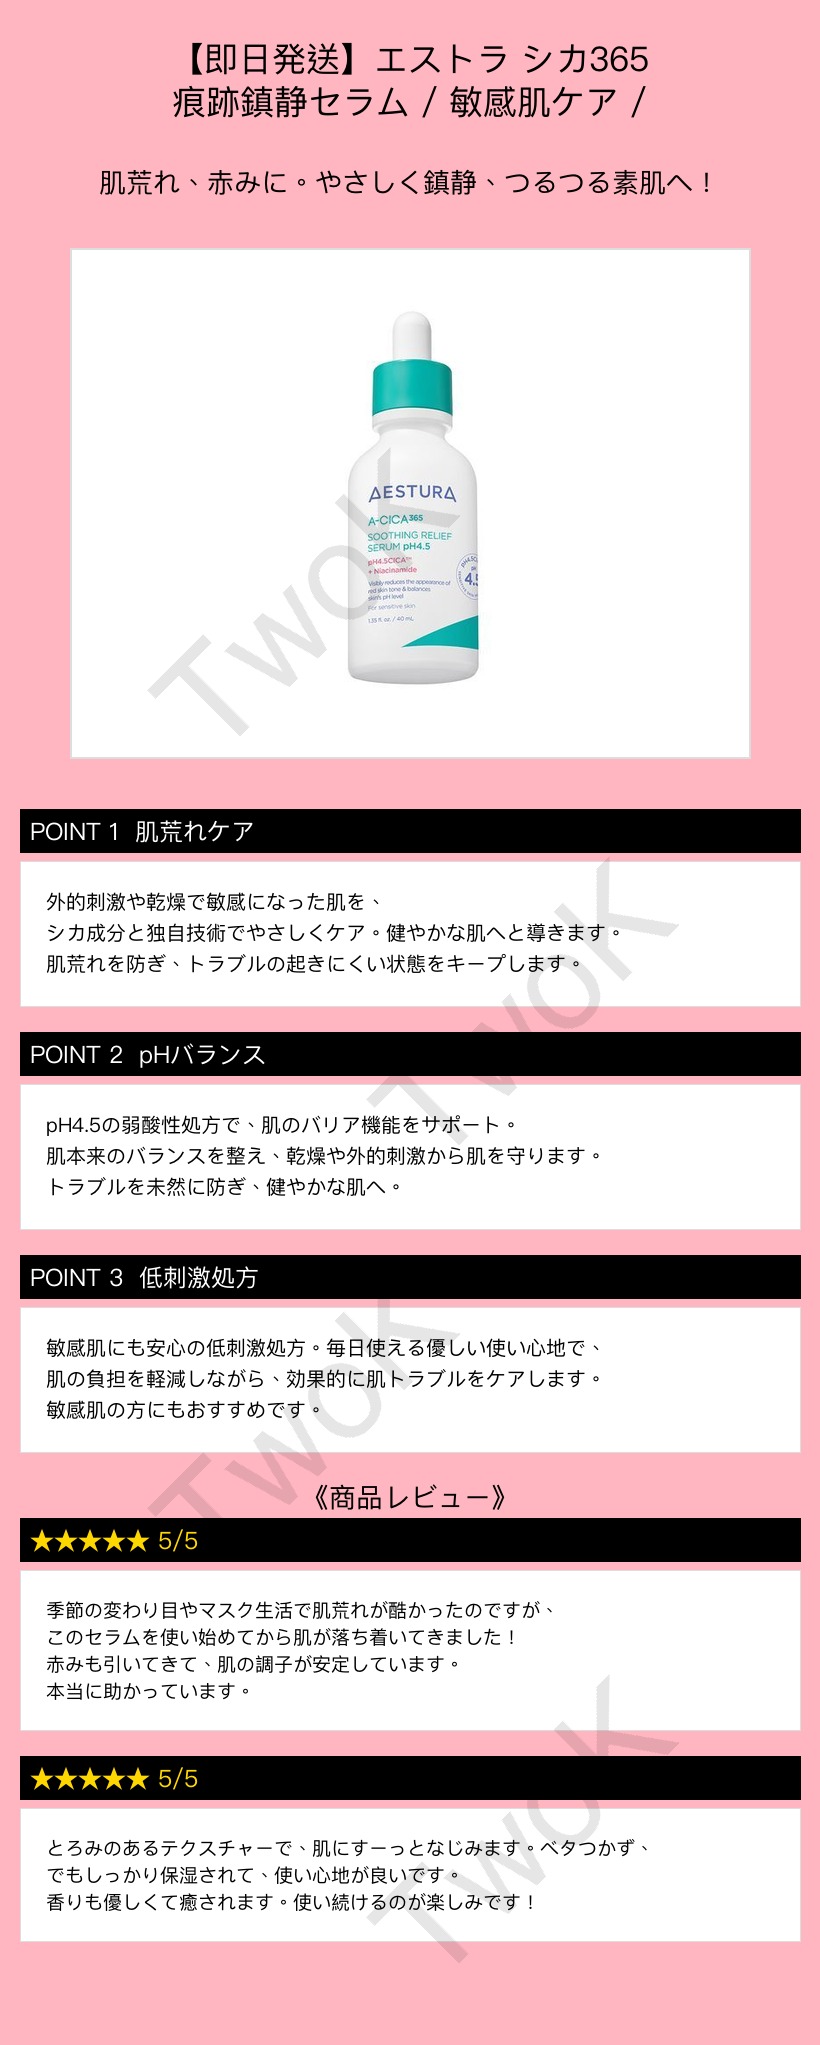 【即日発送】エストラ シカ365
痕跡鎮静セラム / 敏感肌ケア /
肌荒れ、赤みに。やさしく鎮静、つるつる素肌へ！
AESTURA
A-CICA365
SOOTHING RELIEF
SERUM pH4.5
pH4.5CICA™
+ Niacinamide
Visibly reduces the appearance of
red skin tone & balances
skin's pH level
For sensitive skin
1.35 fl. oz. / 40 mL
pH
4.5
TwoK
POINT 1 肌荒れケア
外的刺激や乾燥で敏感になった肌を、
シカ成分と独自技術でやさしくケア。健やかな肌へと導きます。
肌荒れを防ぎ、トラブルの起きにくい状態をキープします。
TwoK
POINT 2 pHバランス
pH4.5の弱酸性処方で、肌のバリア機能をサポート。
肌本来のバランスを整え、乾燥や外的刺激から肌を守ります。
トラブルを未然に防ぎ、健やかな肌へ。
POINT 3 低刺激処方
敏感肌にも安心の低刺激処方。毎日使える優しい使い心地で、
肌の負担を軽減しながら、効果的に肌トラブルをケアします。
敏感肌の方にもおすすめです。
TwoK
《商品レビュー》
★★★★★ 5/5
季節の変わり目やマスク生活で肌荒れが酷かったのですが、
このセラムを使い始めてから肌が落ち着いてきました！
赤みも引いてきて、肌の調子が安定しています。
本当に助かっています。
★★★★★ 5/5
とろみのあるテクスチャーで、肌にすーっとなじみます。ベタつかず、
でもしっかり保湿されて、使い心地が良いです。
香りも優しくて癒されます。使い続けるのが楽しみです！
TwoK